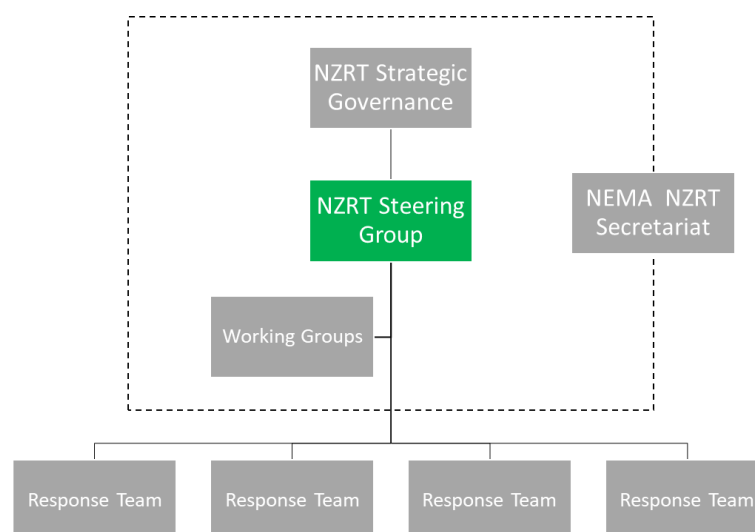 NZRT Strategic
Governance
NZRT Steering
Group
NEMA NZRT
Secretariat
Working Groups
Response Team
Response Team
Response Team
Response Team